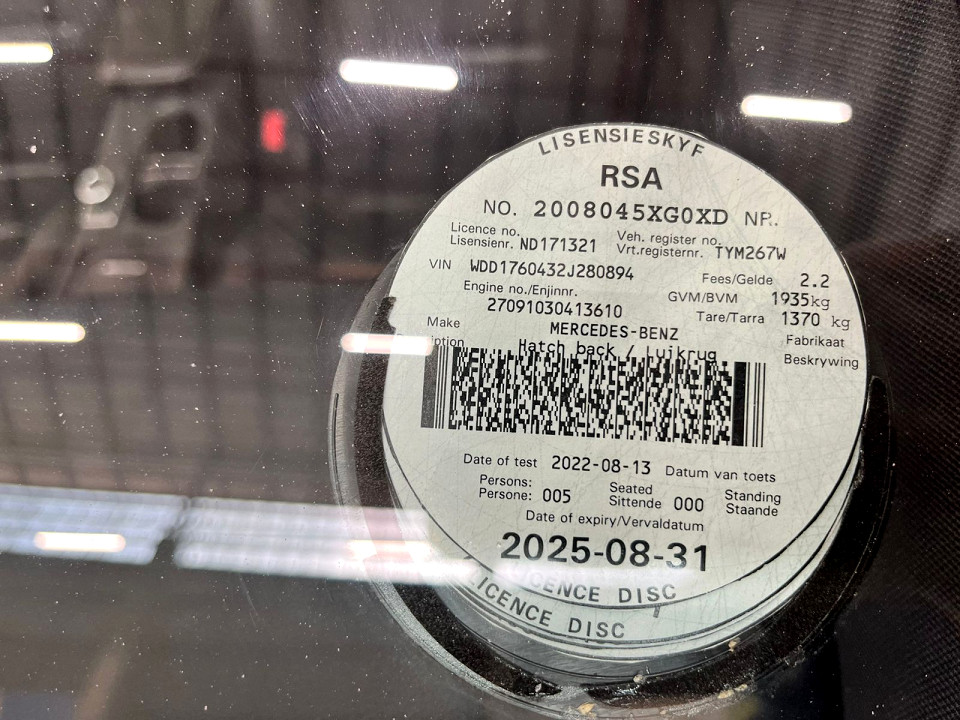 LISENSIESKYF
RSA
NO. 2008045XG0XD NR.
Licence no. Veh. register no.
Lisensienr. ND171321 Vrt.registernr. TYM267W
VIN WDD1760432J280894 Fees/Gelde 2.2
Engine no./Enjinnr. GVM/BVM 1935kg
27091030413610 Tare/Tarra 1370 kg
Make MERCEDES-BENZ Fabrikaat
Hatch back / Luikrug Beskrywing
Date of test 2022-08-13 Datum van toets
Persons: Seated Standing
Persone: 005 Sittende 000 Staande
Date of expiry/Vervaldatum
2025-08-31
LICENCE DISC
LICENCE DISC